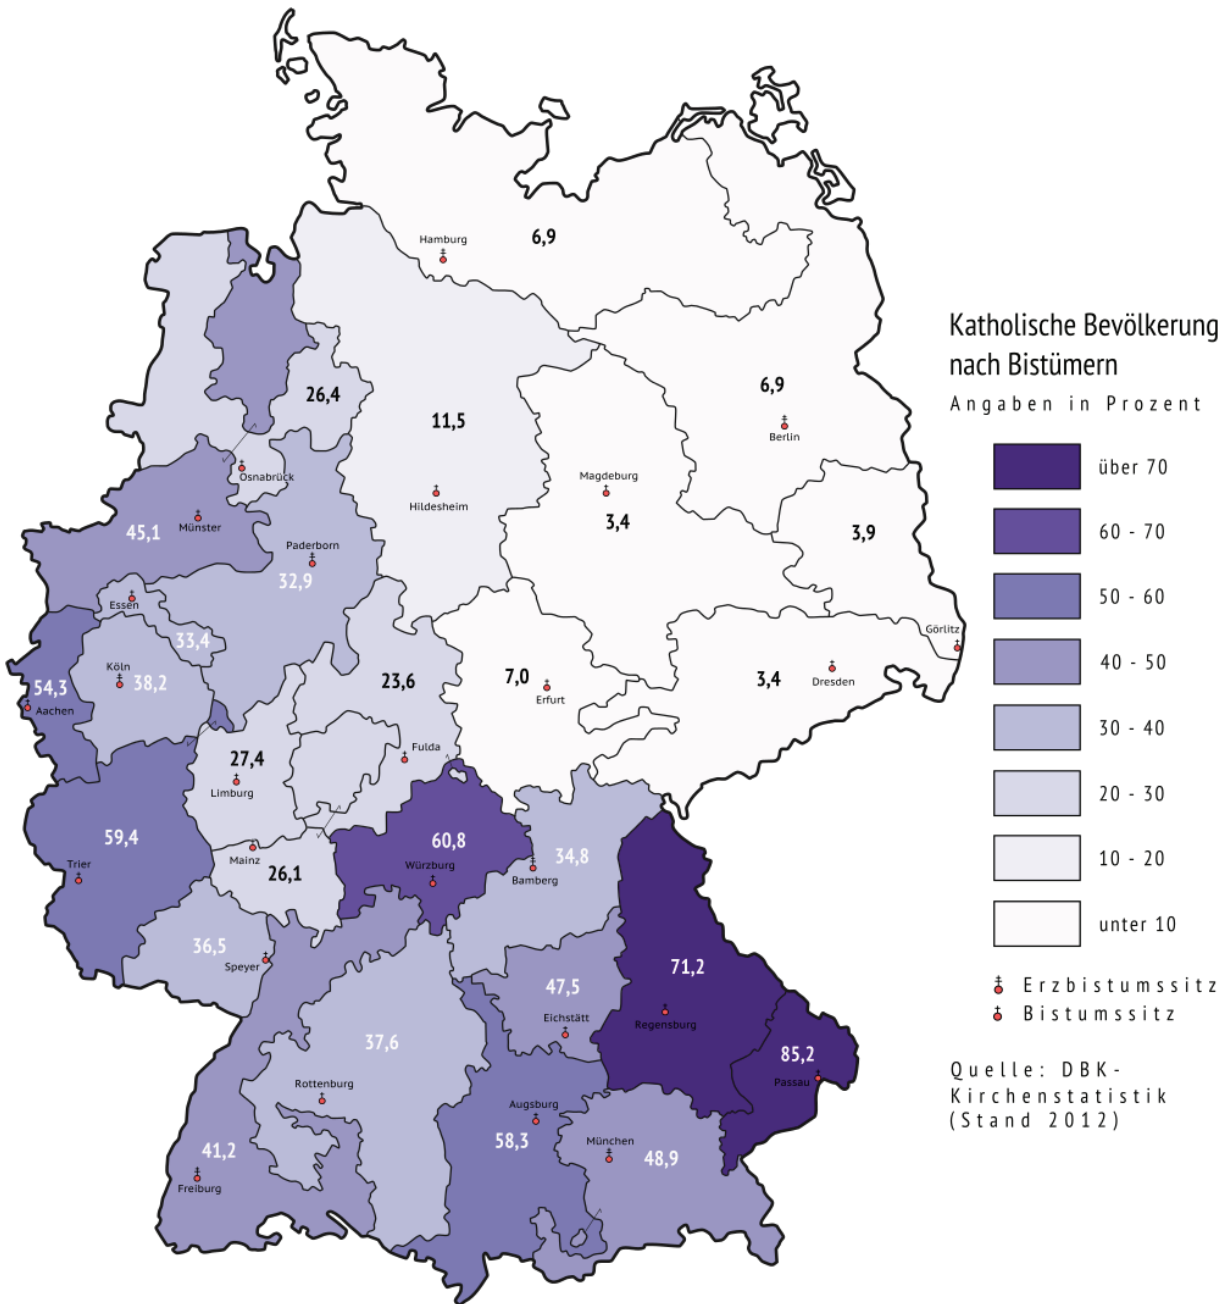 6,9
Hamburg
Katholische Bevölkerung
nach Bistümern
Angaben in Prozent
26,4
11,5
6,9
Berlin
über 70
Osnabrück
Hildesheim
Magdeburg
3,4
60 - 70
45,1
Münster
Paderborn
32,9
3,9
50 - 60
Essen
33,4
Görlitz
40 - 50
Köln
38,2
54,3
Aachen
23,6
7,0
Erfurt
3,4
Dresden
30 - 40
27,4
Limburg
Fulda
20 - 30
59,4
Trier
Mainz
26,1
60,8
Würzburg
34,8
Bamberg
10 - 20
unter 10
36,5
Speyer
47,5
Eichstätt
71,2
Regensburg
Erzbistumssitz
Bistumssitz
37,6
Rottenburg
85,2
Passau
Quelle: DBK-
Kirchenstatistik
(Stand 2012)
Augsburg
58,3
München
48,9
41,2
Freiburg